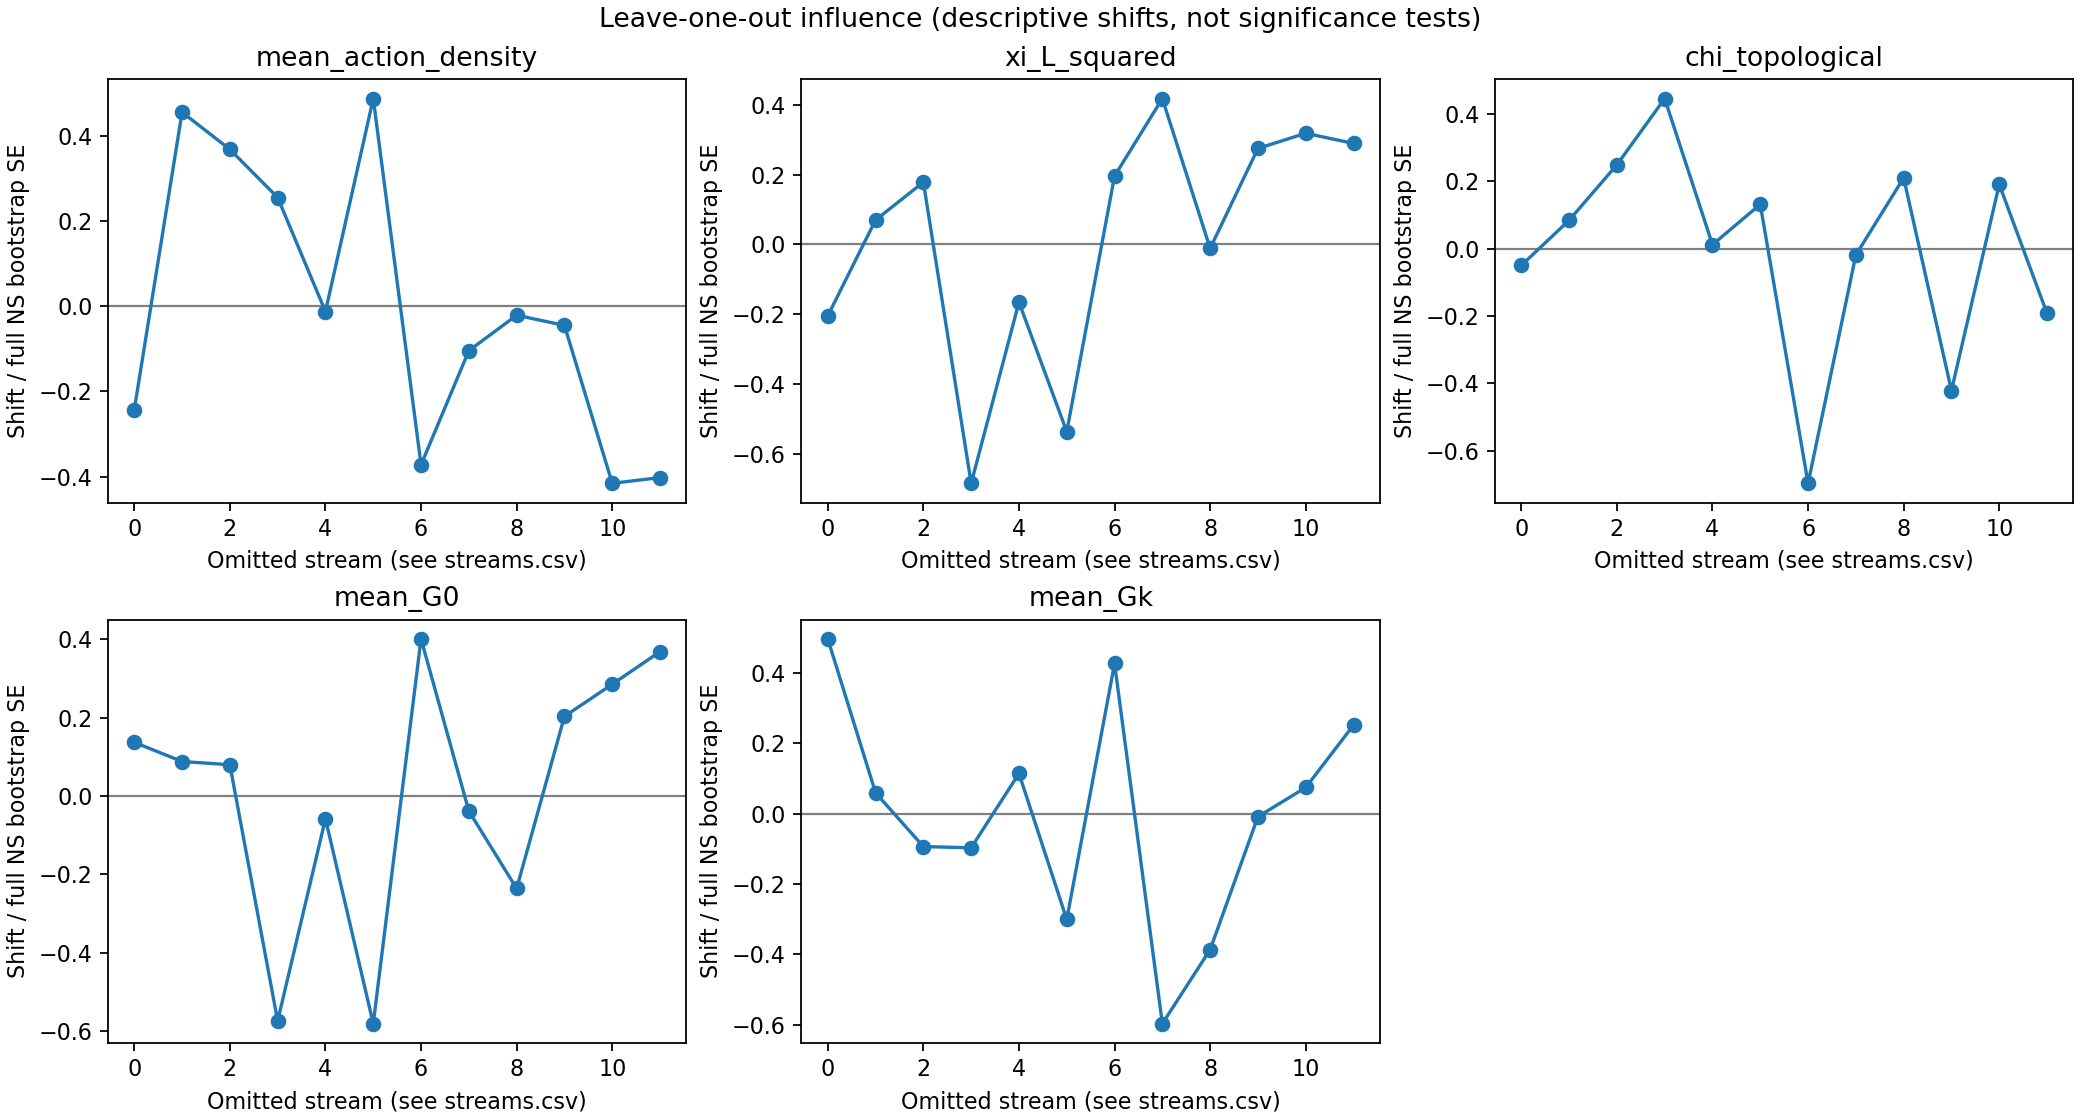 Leave-one-out influence (descriptive shifts, not significance tests)
mean_action_density
Shift / full NS bootstrap SE
0.4
0.2
0.0
−0.2
−0.4
0 2 4 6 8 10
Omitted stream (see streams.csv)
xi_L_squared
Shift / full NS bootstrap SE
0.4
0.2
0.0
−0.2
−0.4
−0.6
0 2 4 6 8 10
Omitted stream (see streams.csv)
chi_topological
Shift / full NS bootstrap SE
0.4
0.2
0.0
−0.2
−0.4
−0.6
0 2 4 6 8 10
Omitted stream (see streams.csv)
mean_G0
Shift / full NS bootstrap SE
0.4
0.2
0.0
−0.2
−0.4
−0.6
0 2 4 6 8 10
Omitted stream (see streams.csv)
mean_Gk
Shift / full NS bootstrap SE
0.4
0.2
0.0
−0.2
−0.4
−0.6
0 2 4 6 8 10
Omitted stream (see streams.csv)